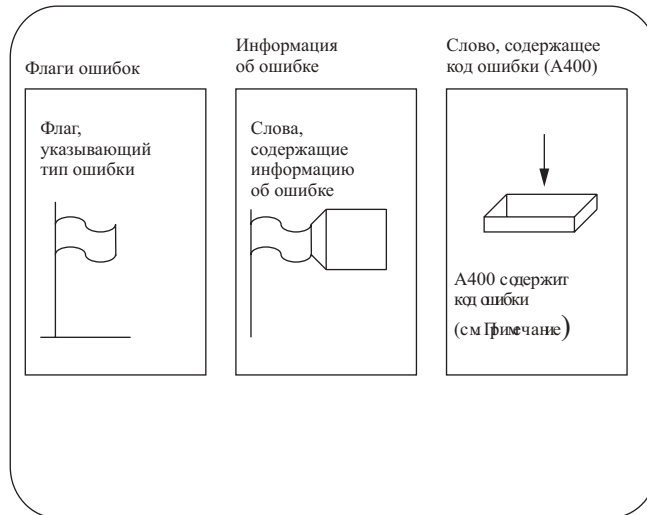 Флаги ошибок
Информация
об ошибке
Слово, содержащее
код ошибки (A400)
Флаг,
указывающий
тип ошибки
Слова,
содержащие
информацию
об ошибке
A400 содержит
код ошибки
(см. Примечание)